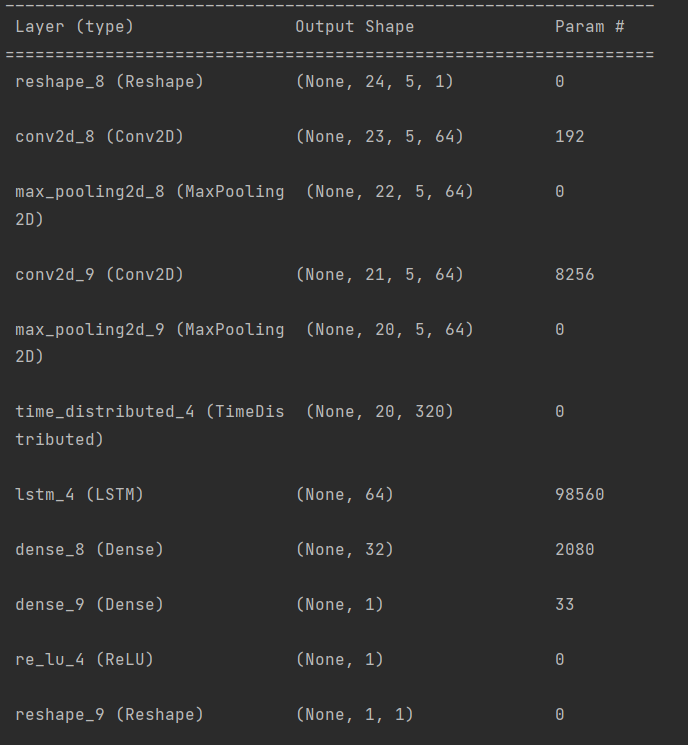 Layer (type) Output Shape Param #
=================================================================
reshape_8 (Reshape) (None, 24, 5, 1) 0
conv2d_8 (Conv2D) (None, 23, 5, 64) 192
max_pooling2d_8 (MaxPooling (None, 22, 5, 64) 0
2D)
conv2d_9 (Conv2D) (None, 21, 5, 64) 8256
max_pooling2d_9 (MaxPooling (None, 20, 5, 64) 0
2D)
time_distributed_4 (TimeDis (None, 20, 320) 0
tributed)
lstm_4 (LSTM) (None, 64) 98560
dense_8 (Dense) (None, 32) 2080
dense_9 (Dense) (None, 1) 33
re_lu_4 (ReLU) (None, 1) 0
reshape_9 (Reshape) (None, 1, 1) 0